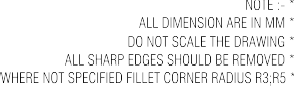 NOTE :- *
ALL DIMENSION ARE IN MM *
DO NOT SCALE THE DRAWING *
ALL SHARP EDGES SHOULD BE REMOVED *
WHERE NOT SPECIFIED FILLET CORNER RADIUS R3;R5 *